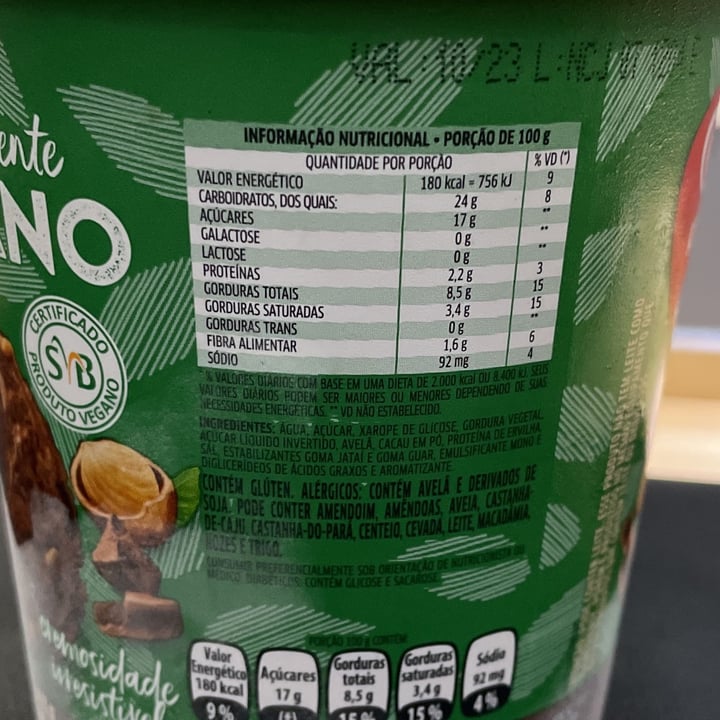 VAL: 10/23 L:
ente
ANO
CERTIFICADO
SVB
PRODUTO VEGANO
cremosidade
irresistível
INFORMAÇÃO NUTRICIONAL • PORÇÃO DE 100 g
QUANTIDADE POR PORÇÃO % VD (*)
VALOR ENERGÉTICO 180 kcal = 756 kJ 9
CARBOIDRATOS, DOS QUAIS: 24 g 8
AÇÚCARES 17 g **
GALACTOSE 0 g **
LACTOSE 0 g **
PROTEÍNAS 2,2 g 3
GORDURAS TOTAIS 8,5 g 15
GORDURAS SATURADAS 3,4 g 15
GORDURAS TRANS 0 g **
FIBRA ALIMENTAR 1,6 g 6
SÓDIO 92 mg 4
* % VALORES DIÁRIOS COM BASE EM UMA DIETA DE 2.000 kcal OU 8.400 kJ. SEUS
VALORES DIÁRIOS PODEM SER MAIORES OU MENORES DEPENDENDO DE SUAS
NECESSIDADES ENERGÉTICAS. ** VD NÃO ESTABELECIDO.
INGREDIENTES: ÁGUA, AÇÚCAR, XAROPE DE GLICOSE, GORDURA VEGETAL,
AÇÚCAR LÍQUIDO INVERTIDO, AVELÃ, CACAU EM PÓ, PROTEÍNA DE ERVILHA,
SAL, ESTABILIZANTES GOMA JATAÍ E GOMA GUAR, EMULSIFICANTE MONO E
DIGLICERÍDEOS DE ÁCIDOS GRAXOS E AROMATIZANTE.
CONTÉM GLÚTEN. ALÉRGICOS: CONTÉM AVELÃ E DERIVADOS DE
SOJA. PODE CONTER AMENDOIM, AMÊNDOAS, AVEIA, CASTANHA-
DE-CAJU, CASTANHA-DO-PARÁ, CENTEIO, CEVADA, LEITE, MACADÂMIA,
NOZES E TRIGO.
CONSUMIR PREFERENCIALMENTE SOB ORIENTAÇÃO DE NUTRICIONISTA OU
MÉDICO. DIABÉTICOS: CONTÉM GLICOSE E SACAROSE.
PORÇÃO 100 g CONTÉM
Valor Energético 180 kcal 9%
Açúcares 17 g (**)
Gorduras totais 8,5 g 15%
Gorduras saturadas 3,4 g 15%
Sódio 92 mg 4%